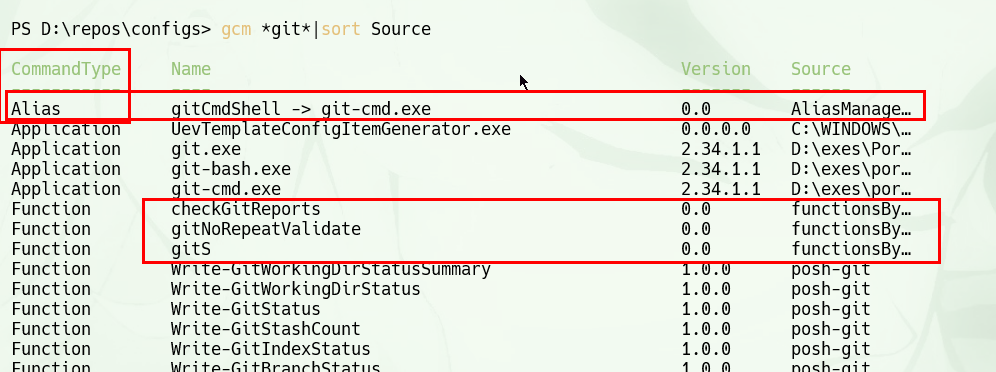 PS D:\repos\configs> gcm *git*|sort Source
CommandType Name Version Source
----------- ---- ------- ------
Alias gitCmdShell -> git-cmd.exe 0.0 AliasManage…
Application UevTemplateConfigItemGenerator.exe 0.0.0.0 C:\WINDOWS\…
Application git.exe 2.34.1.1 D:\exes\Por…
Application git-bash.exe 2.34.1.1 D:\exes\por…
Application git-cmd.exe 2.34.1.1 D:\exes\por…
Function checkGitReports 0.0 functionsBy…
Function gitNoRepeatValidate 0.0 functionsBy…
Function gitS 0.0 functionsBy…
Function Write-GitWorkingDirStatusSummary 1.0.0 posh-git
Function Write-GitWorkingDirStatus 1.0.0 posh-git
Function Write-GitStatus 1.0.0 posh-git
Function Write-GitStashCount 1.0.0 posh-git
Function Write-GitIndexStatus 1.0.0 posh-git
Function Write-GitBranchStatus 1.0.0 posh-git